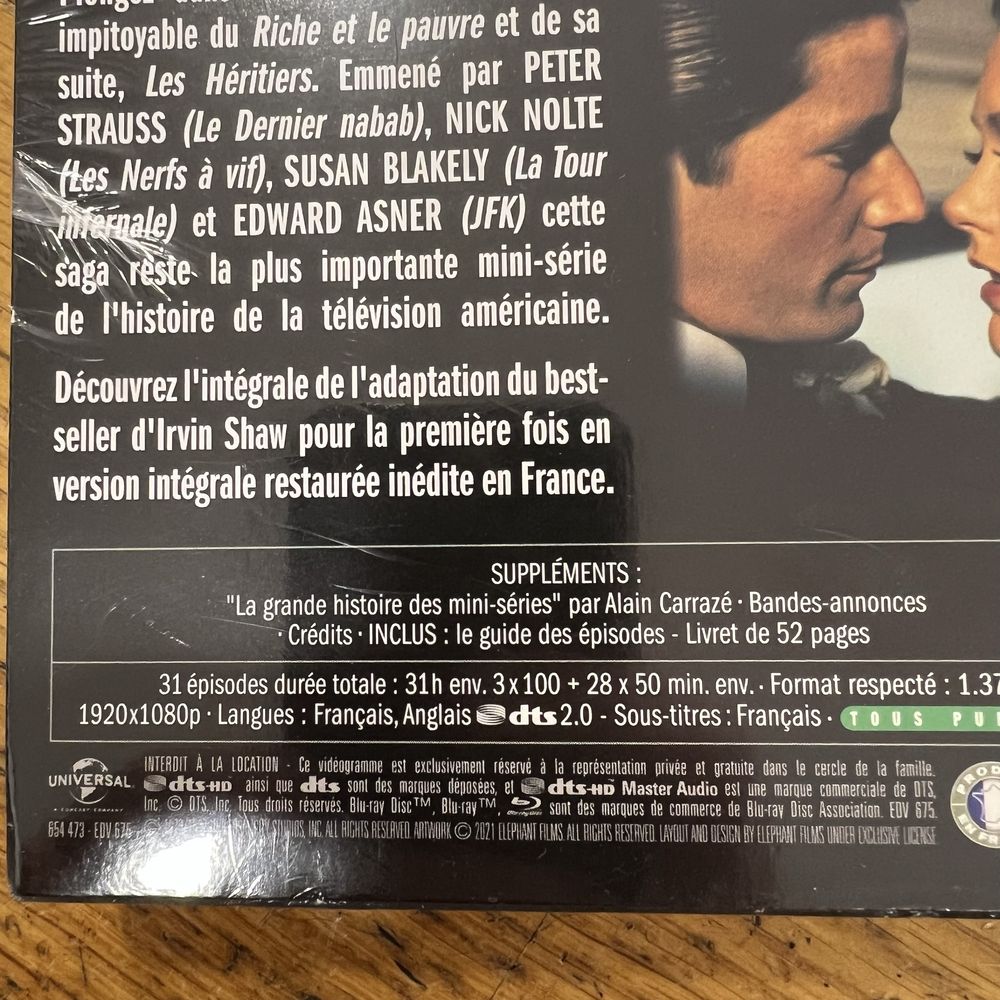 impitoyable du Riche et le pauvre et de sa
suite, Les Héritiers. Emmené par PETER
STRAUSS (Le Dernier nabab), NICK NOLTE
(Les Nerfs à vif), SUSAN BLAKELY (La Tour
infernale) et EDWARD ASNER (JFK) cette
saga reste la plus importante mini-série
de l'histoire de la télévision américaine.
Découvrez l'intégrale de l'adaptation du best-
seller d'Irvin Shaw pour la première fois en
version intégrale restaurée inédite en France.
SUPPLÉMENTS :
"La grande histoire des mini-séries" par Alain Carrazé · Bandes-annonces
· Crédits · INCLUS : le guide des épisodes - Livret de 52 pages
31 épisodes durée totale : 31h env. 3 x 100 + 28 x 50 min. env. · Format respecté : 1.37
1920x1080p · Langues : Français, Anglais dts 2.0 - Sous-titres : Français · TOUS
INTERDIT À LA LOCATION - Ce vidéogramme est exclusivement réservé à la représentation privée et gratuite dans le cercle de la famille.
UNIVERSAL dts-HD ainsi que dts sont des marques déposées, et dts-HD Master Audio est une marque commerciale de DTS,
A COMCAST COMPANY Inc. © DTS, Inc. Tous droits réservés. Blu-ray Disc™, Blu-ray™, sont des marques de commerce de Blu-ray Disc Association. EDV 675.
654 473 - EDV 675 STUDIOS, INC. ALL RIGHTS RESERVED. ARTWORK © 2021 ELEPHANT FILMS ALL RIGHTS RESERVED. LAYOUT AND DESIGN BY ELEPHANT FILMS UNDER EXCLUSIVE LICENSE